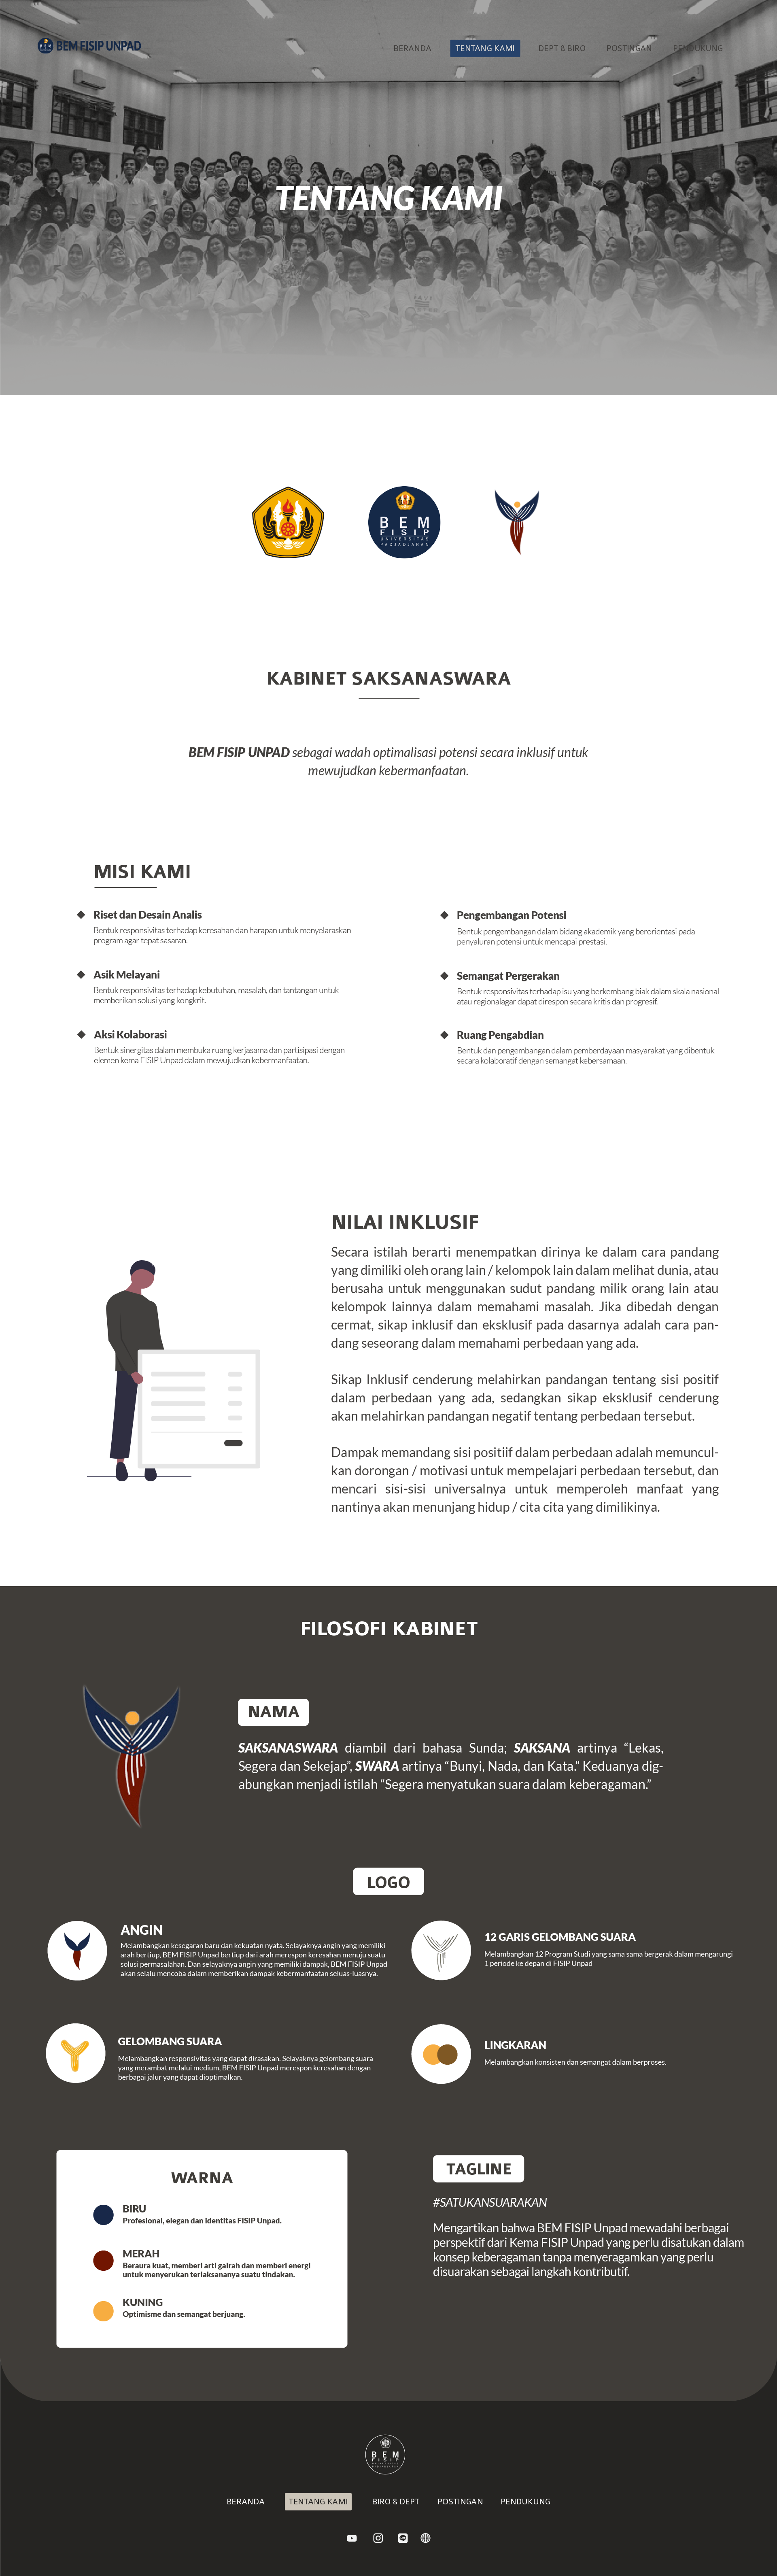 BEM FISIP UNPAD
BERANDA
TENTANG KAMI
DEPT & BIRO
POSTINGAN
PENDUKUNG
TENTANG KAMI
BEM
FISIP
UNIVERSITAS
PADJADJARAN
KABINET SAKSANASWARA
BEM FISIP UNPAD sebagai wadah optimalisasi potensi secara inklusif untuk
mewujudkan kebermanfaatan.
MISI KAMI
Riset dan Desain Analis
Bentuk responsivitas terhadap keresahan dan harapan untuk menyelaraskan
program agar tepat sasaran.
Asik Melayani
Bentuk responsivitas terhadap kebutuhan, masalah, dan tantangan untuk
memberikan solusi yang kongkrit.
Aksi Kolaborasi
Bentuk sinergitas dalam membuka ruang kerjasama dan partisipasi dengan
elemen kema FISIP Unpad dalam mewujudkan kebermanfaatan.
Pengembangan Potensi
Bentuk pengembangan dalam bidang akademik yang berorientasi pada
penyaluran potensi untuk mencapai prestasi.
Semangat Pergerakan
Bentuk responsivitas terhadap isu yang berkembang biak dalam skala nasional
atau regionalagar dapat direspon secara kritis dan progresif.
Ruang Pengabdian
Bentuk dan pengembangan dalam pemberdayaan masyarakat yang dibentuk
secara kolaboratif dengan semangat kebersamaan.
NILAI INKLUSIF
Secara istilah berarti menempatkan dirinya ke dalam cara pandang
yang dimiliki oleh orang lain / kelompok lain dalam melihat dunia, atau
berusaha untuk menggunakan sudut pandang milik orang lain atau
kelompok lainnya dalam memahami masalah. Jika dibedah dengan
cermat, sikap inklusif dan eksklusif pada dasarnya adalah cara pan-
dang seseorang dalam memahami perbedaan yang ada.
Sikap Inklusif cenderung melahirkan pandangan tentang sisi positif
dalam perbedaan yang ada, sedangkan sikap eksklusif cenderung
akan melahirkan pandangan negatif tentang perbedaan tersebut.
Dampak memandang sisi positiif dalam perbedaan adalah memuncul-
kan dorongan / motivasi untuk mempelajari perbedaan tersebut, dan
mencari sisi-sisi universalnya untuk memperoleh manfaat yang
nantinya akan menunjang hidup / cita cita yang dimilikinya.
FILOSOFI KABINET
NAMA
SAKSANASWARA diambil dari bahasa Sunda; SAKSANA artinya “Lekas,
Segera dan Sekejap”, SWARA artinya “Bunyi, Nada, dan Kata.” Keduanya dig-
abungkan menjadi istilah “Segera menyatukan suara dalam keberagaman.”
LOGO
ANGIN
Melambangkan kesegaran baru dan kekuatan nyata. Selayaknya angin yang memiliki
arah bertiup, BEM FISIP Unpad bertiup dari arah merespon keresahan menuju suatu
solusi permasalahan. Dan selayaknya angin yang memiliki dampak, BEM FISIP Unpad
akan selalu mencoba dalam memberikan dampak kebermanfaatan seluas-luasnya.
12 GARIS GELOMBANG SUARA
Melambangkan 12 Program Studi yang sama sama bergerak dalam mengarungi
1 periode ke depan di FISIP Unpad
GELOMBANG SUARA
Melambangkan responsivitas yang dapat dirasakan. Selayaknya gelombang suara
yang merambat melalui medium, BEM FISIP Unpad merespon keresahan dengan
berbagai jalur yang dapat dioptimalkan.
LINGKARAN
Melambangkan konsisten dan semangat dalam berproses.
WARNA
BIRU
Profesional, elegan dan identitas FISIP Unpad.
MERAH
Beraura kuat, memberi arti gairah dan memberi energi
untuk menyerukan terlaksananya suatu tindakan.
KUNING
Optimisme dan semangat berjuang.
TAGLINE
#SATUKANSUARAKAN
Mengartikan bahwa BEM FISIP Unpad mewadahi berbagai
perspektif dari Kema FISIP Unpad yang perlu disatukan dalam
konsep keberagaman tanpa menyeragamkan yang perlu
disuarakan sebagai langkah kontributif.
BEM
FISIP
BERANDA
TENTANG KAMI
BIRO & DEPT
POSTINGAN
PENDUKUNG